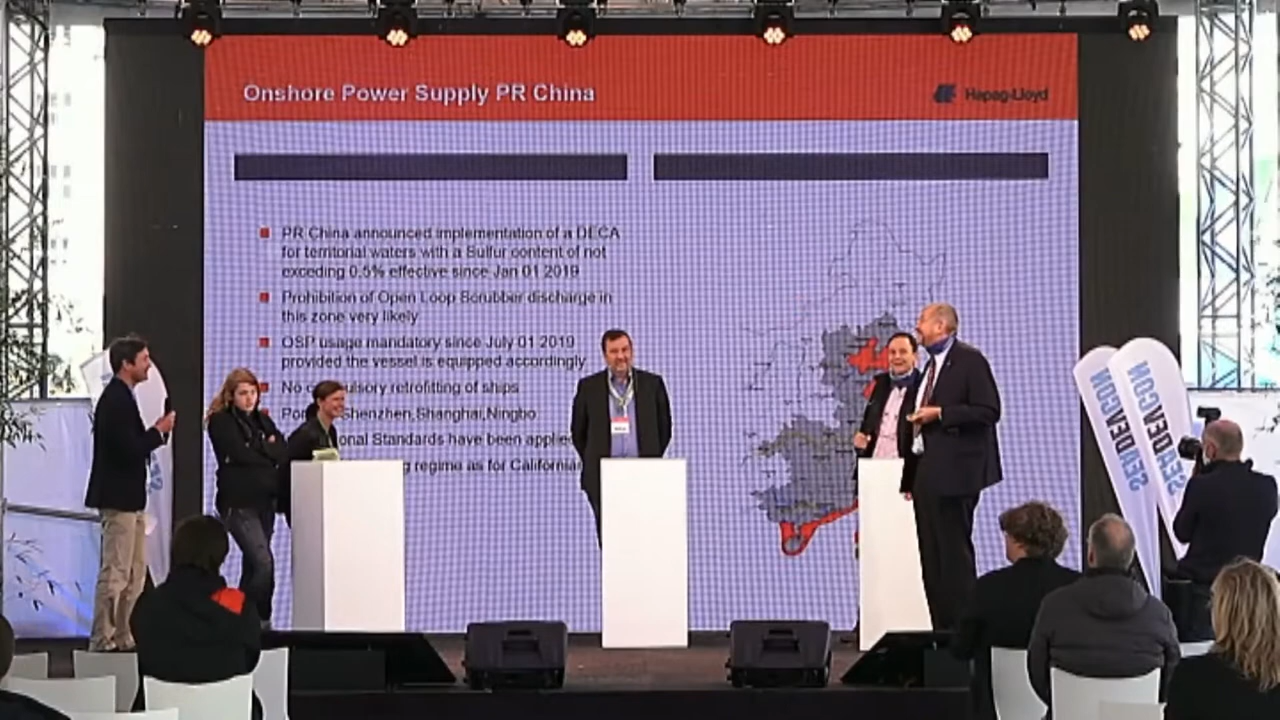 Onshore Power Supply PR China
Hapag-Lloyd
PR China announced implementation of a DECA
for territorial waters with a Sulfur content of not
exceeding 0.5% effective since Jan 01 2019
Prohibition of Open Loop Scrubber discharge in
this zone very likely
OSP usage mandatory since July 01 2019
provided the vessel is equipped accordingly
No
ulsory retrofitting of ships
Shenzhen,Shanghai,Ningbo
onal Standards have been applie
regime as for California
SEADEVCON
SEADEVCON